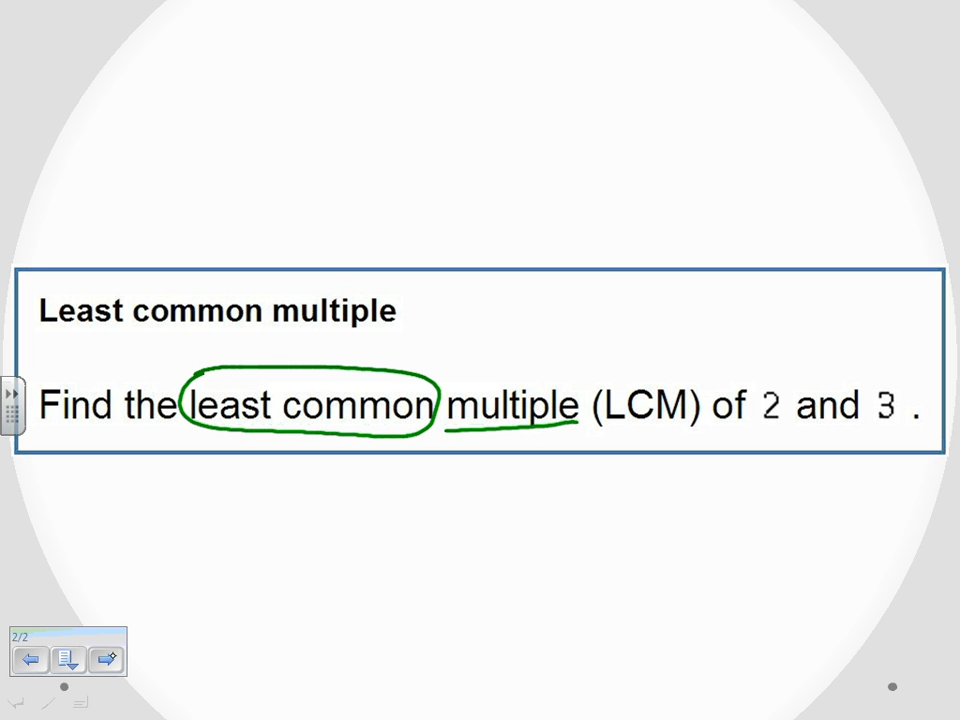 Least common multiple
Find the least common multiple (LCM) of 2 and 3 .
2/2